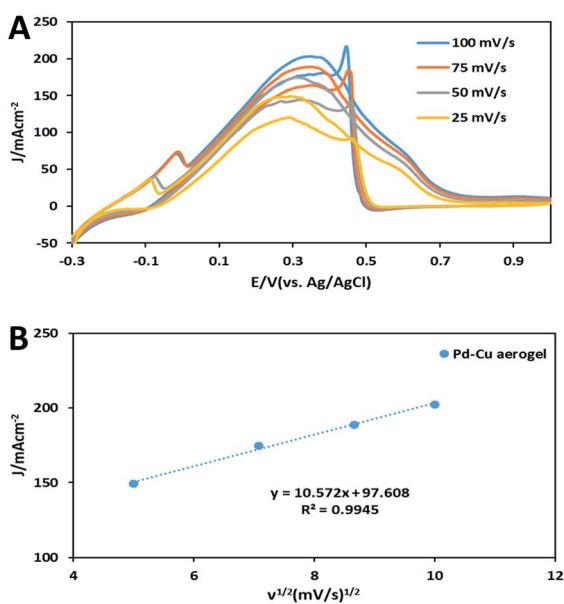 A
250
200
150
100
50
0
-50
J/mAcm⁻²
100 mV/s
75 mV/s
50 mV/s
25 mV/s
-0.3 -0.1 0.1 0.3 0.5 0.7 0.9
E/V(vs. Ag/AgCl)
B
250
200
150
100
J/mAcm⁻²
Pd-Cu aerogel
y = 10.572x + 97.608
R² = 0.9945
4 6 8 10 12
v¹/²(mV/s)¹/²